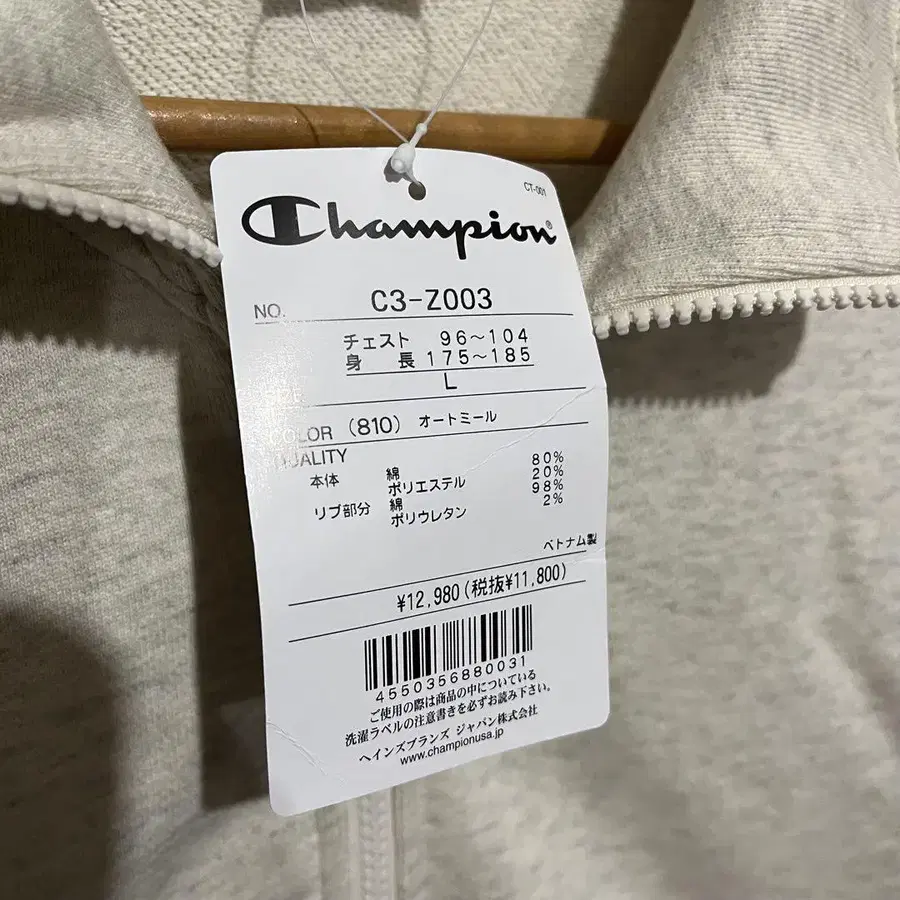 CT-001
Champion
NO. C3-Z003
チェスト 96～104
身長 175～185
L
COLOR (810) オートミール
QUALITY
本体 綿 80%
ポリエステル 20%
リブ部分 綿 98%
ポリウレタン 2%
ベトナム製
¥12,980(税抜¥11,800)
4550356880031
ご使用の際は商品の中についている
洗濯ラベルの注意書きを必ずお読み下さい。
ヘインズブランズ ジャパン株式会社
www.championusa.jp